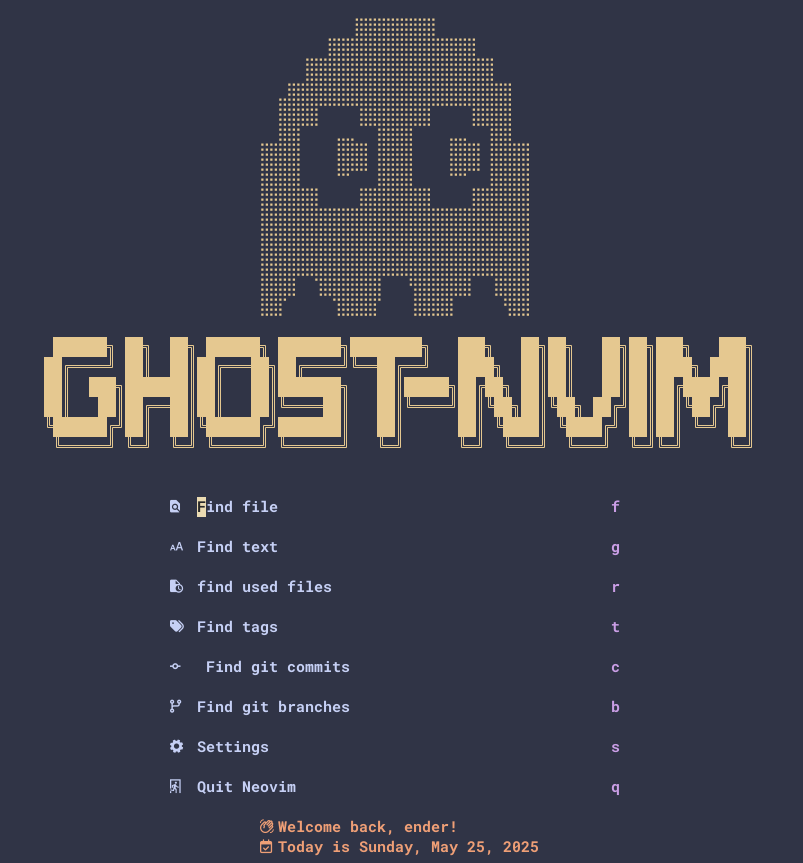 GHOST-NVIM
Find file f
Find text g
find used files r
Find tags t
Find git commits c
Find git branches b
Settings s
Quit Neovim q
Welcome back, ender!
Today is Sunday, May 25, 2025